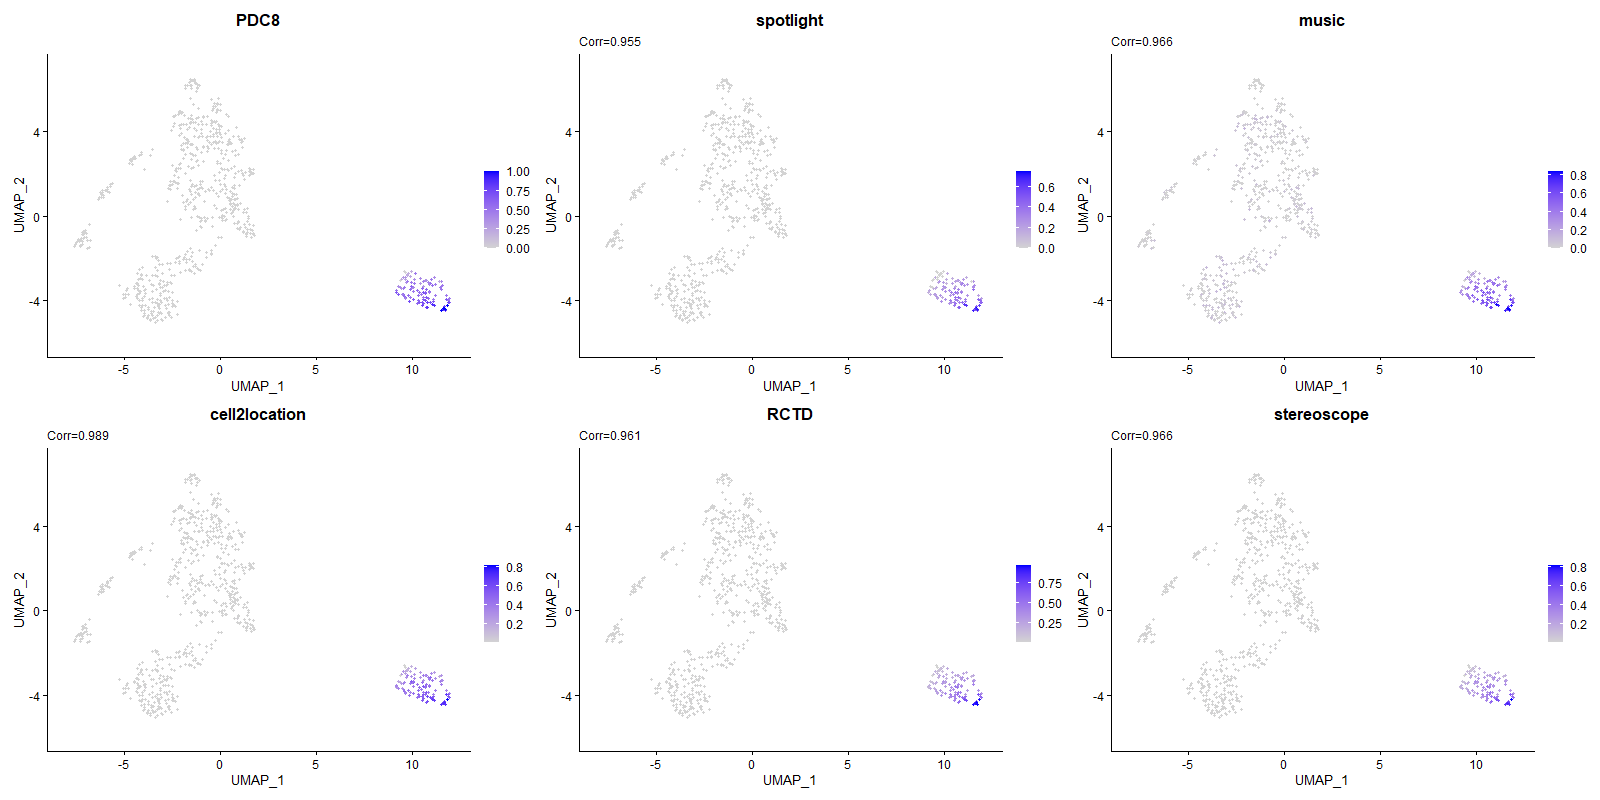 PDC8
4
0
-4
UMAP_2
-5
0
5
10
UMAP_1
1.00
0.75
0.50
0.25
0.00
spotlight
Corr=0.955
4
0
-4
UMAP_2
-5
0
5
10
UMAP_1
0.6
0.4
0.2
0.0
music
Corr=0.966
4
0
-4
UMAP_2
-5
0
5
10
UMAP_1
0.8
0.6
0.4
0.2
0.0
cell2location
Corr=0.989
4
0
-4
UMAP_2
-5
0
5
10
UMAP_1
0.8
0.6
0.4
0.2
RCTD
Corr=0.961
4
0
-4
UMAP_2
-5
0
5
10
UMAP_1
0.75
0.50
0.25
stereoscope
Corr=0.966
4
0
-4
UMAP_2
-5
0
5
10
UMAP_1
0.8
0.6
0.4
0.2